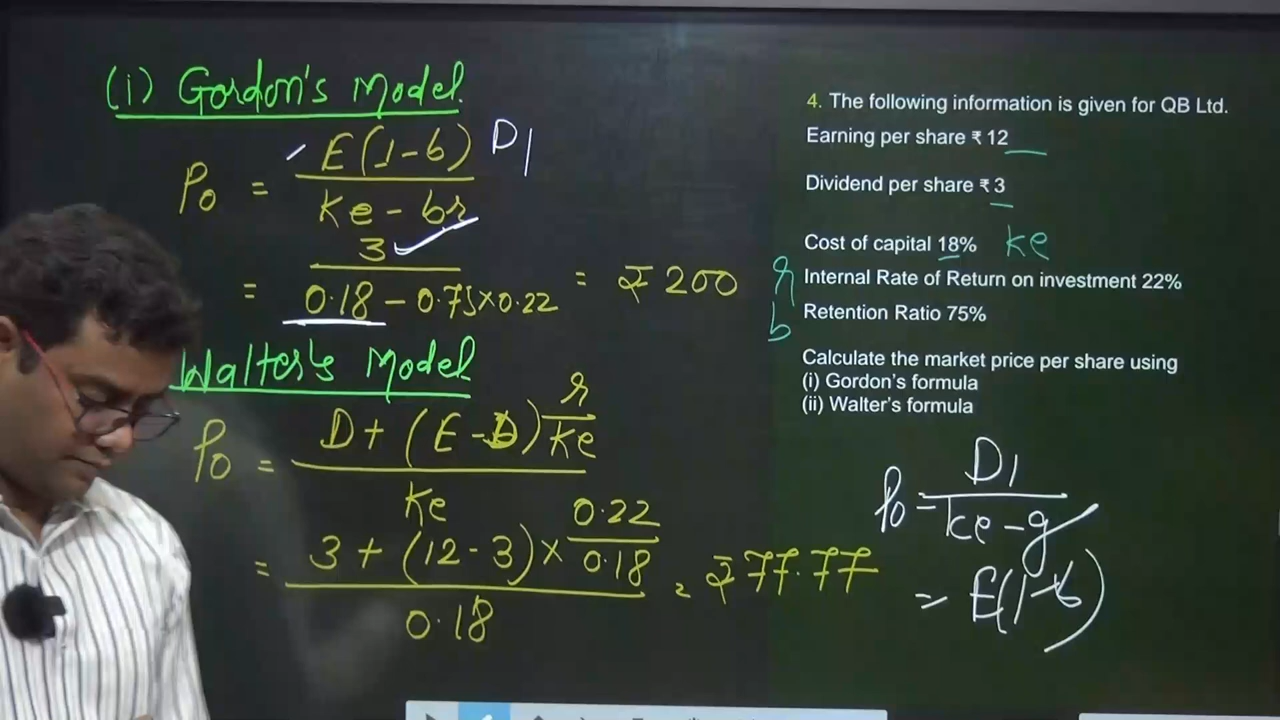 (i) Gordon's Model
P0 = E(1-b) D1
Ke - br
= 3
0.18 - 0.75×0.22 = ₹ 200
Walter's Model
P0 = D + (E - D) r/Ke
Ke
= 3 + (12 - 3) × 0.22/0.18
0.18 = ₹ 77.77
4. The following information is given for QB Ltd.
Earning per share ₹ 12
Dividend per share ₹ 3
Cost of capital 18% ke
r Internal Rate of Return on investment 22%
b Retention Ratio 75%
Calculate the market price per share using
(i) Gordon's formula
(ii) Walter's formula
P0 = D1
ke - g
= E(1-b)